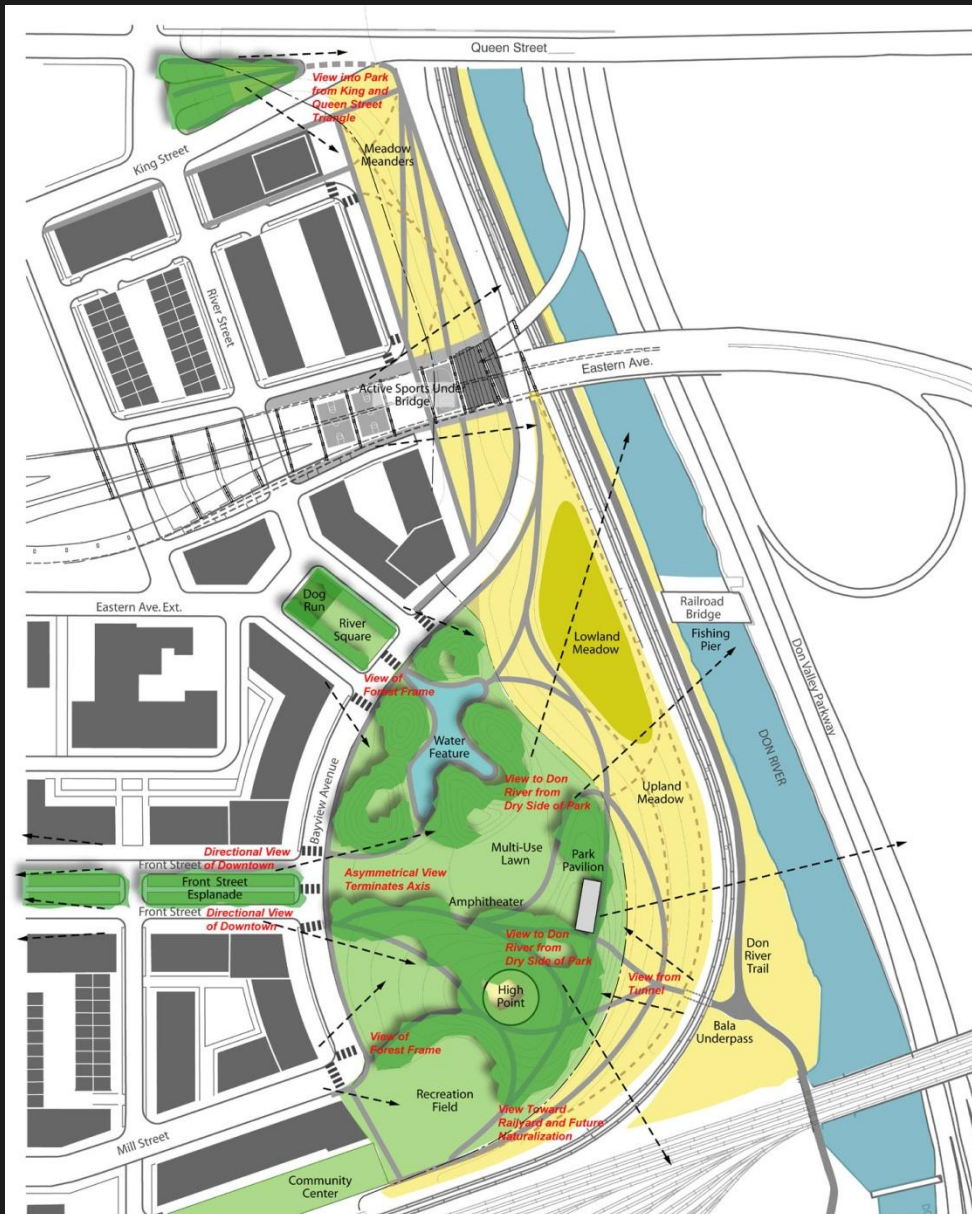 Queen Street
View into Park
from King and
Queen Street
Triangle
Meadow
Meanders
King Street
River Street
Eastern Ave.
Active Sports Under
Bridge
Dog
Run
River
Square
Eastern Ave. Ext.
Railroad
Bridge
Fishing
Pier
Lowland
Meadow
Don Valley Parkway
View of
Forest Frame
Water
Feature
DON RIVER
Bayview Avenue
View to Don
River from
Dry Side of Park
Upland
Meadow
Directional View
of Downtown
Front Street
Multi-Use
Lawn
Park
Pavilion
Asymmetrical View
Terminates Axis
Front Street
Esplanade
Amphitheater
Front Street
Directional View
of Downtown
View to Don
River from
Dry Side of Park
Don
River
Trail
View from
Tunnel
High
Point
Bala
Underpass
View of
Forest Frame
Recreation
Field
View Toward
Railyard and Future
Naturalization
Mill Street
Community
Center